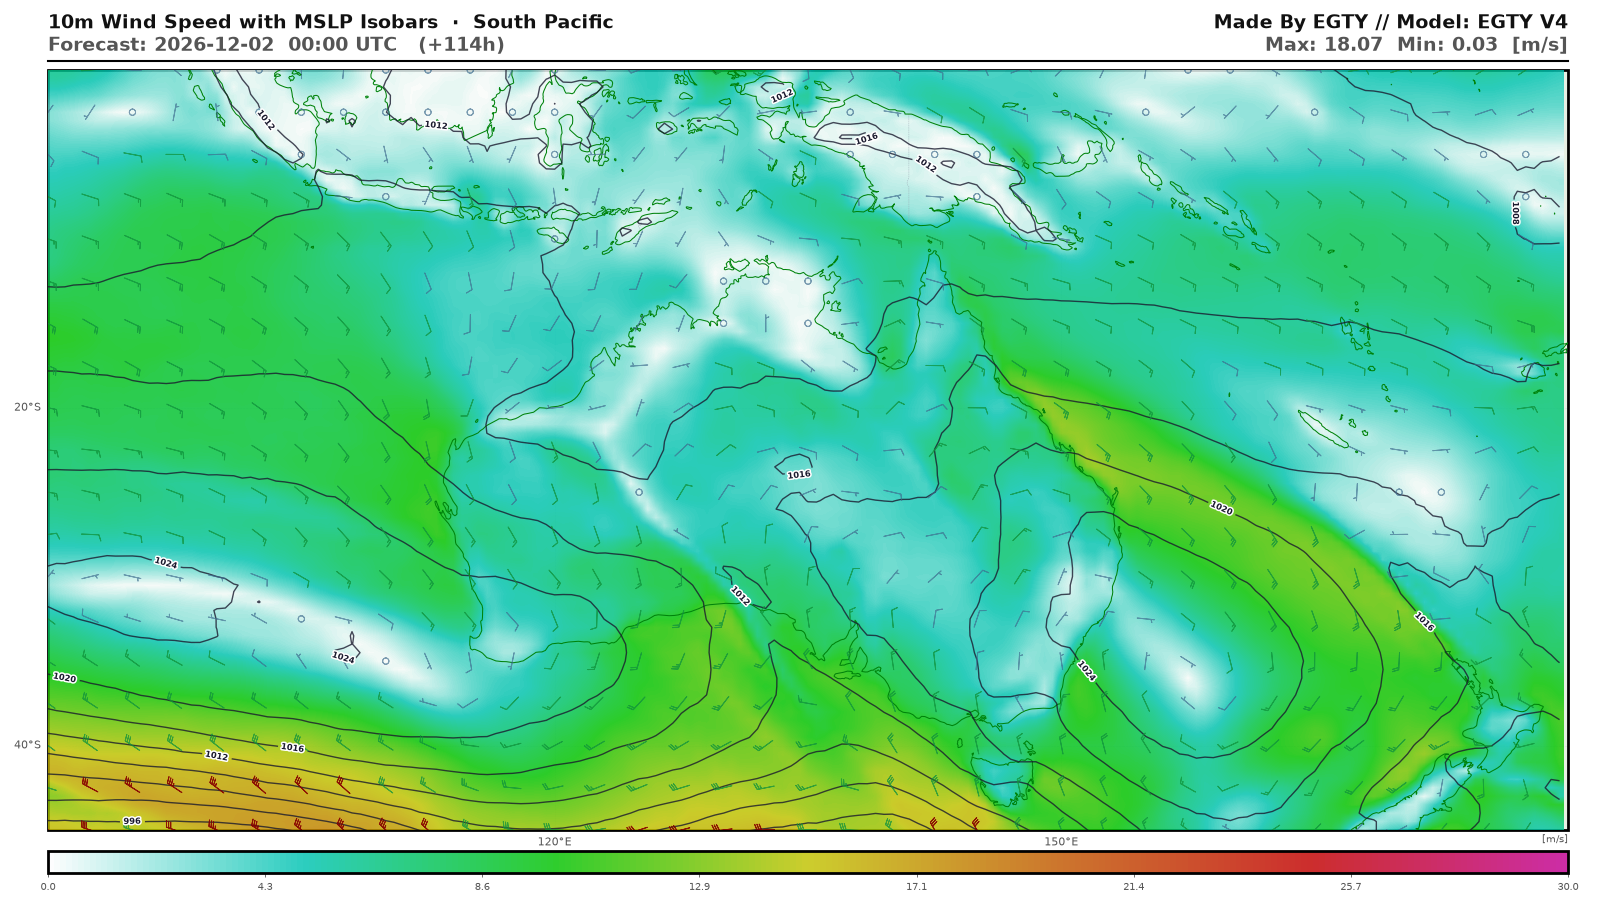 10m Wind Speed with MSLP Isobars · South Pacific
Made By EGTY // Model: EGTY V4
Forecast: 2026-12-02 00:00 UTC (+114h)
Max: 18.07 Min: 0.03 [m/s]
1012
1012
1012
1016
1012
1008
20°S
1016
1020
1024
1012
1016
1024
1024
1020
40°S
1016
1012
996
120°E
150°E
[m/s]
0.0
4.3
8.6
12.9
17.1
21.4
25.7
30.0